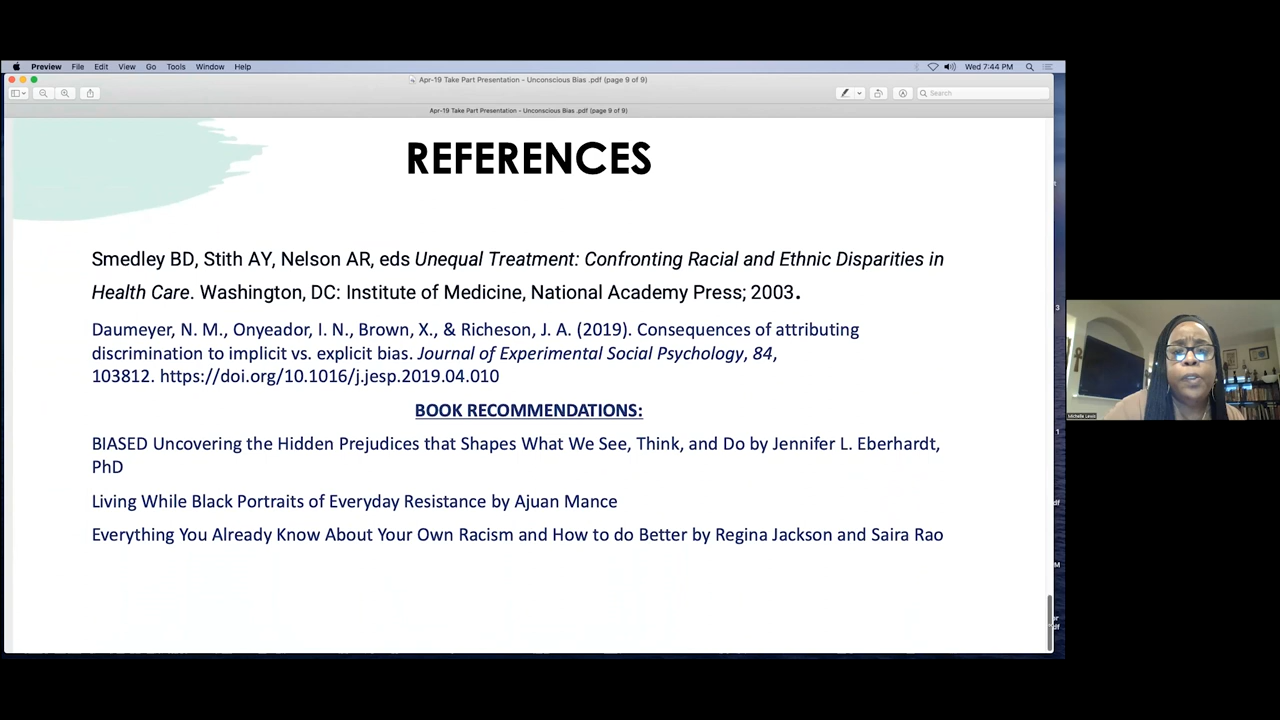 Preview File Edit View Go Tools Window Help Wed 7:44 PM
Apr-19 Take Part Presentation - Unconscious Bias .pdf (page 9 of 9)
Search
Apr-19 Take Part Presentation - Unconscious Bias .pdf (page 9 of 9)
REFERENCES
Smedley BD, Stith AY, Nelson AR, eds Unequal Treatment: Confronting Racial and Ethnic Disparities in
Health Care. Washington, DC: Institute of Medicine, National Academy Press; 2003.
Daumeyer, N. M., Onyeador, I. N., Brown, X., & Richeson, J. A. (2019). Consequences of attributing
discrimination to implicit vs. explicit bias. Journal of Experimental Social Psychology, 84,
103812. https://doi.org/10.1016/j.jesp.2019.04.010
BOOK RECOMMENDATIONS:
BIASED Uncovering the Hidden Prejudices that Shapes What We See, Think, and Do by Jennifer L. Eberhardt,
PhD
Living While Black Portraits of Everyday Resistance by Ajuan Mance
Everything You Already Know About Your Own Racism and How to do Better by Regina Jackson and Saira Rao
Michelle Lewis